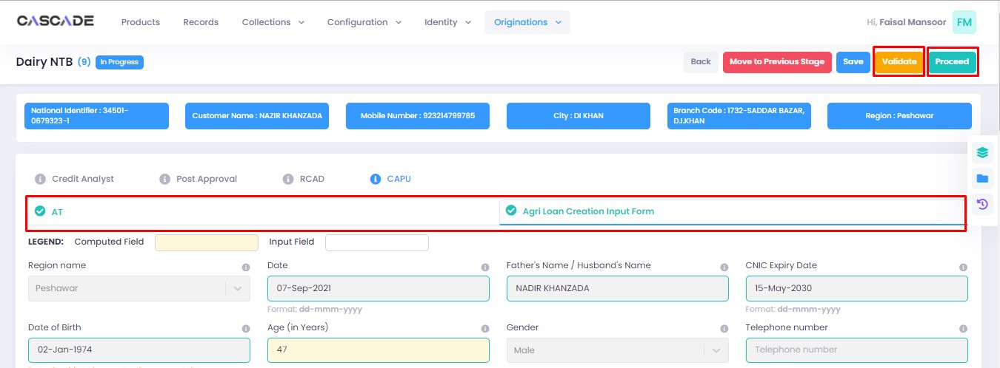 CASCADE Products Records Collections Configuration Identity Originations Hi, Faisal Mansoor FM
Dairy NTB (9) In Progress Back Move to Previous Stage Save Validate Proceed
National Identifier : 34501-
0679323-1
Customer Name : NAZIR KHANZADA
Mobile Number : 923214799785
City : DI KHAN
Branch Code : 1732-SADDAR BAZAR,
D.I.KHAN
Region : Peshawar
Credit Analyst Post Approval RCAD CAPU
AT Agri Loan Creation Input Form
LEGEND: Computed Field Input Field
Region name Date Father's Name / Husband's Name CNIC Expiry Date
Peshawar 07-Sep-2021 NADIR KHANZADA 15-May-2030
Format: dd-mmm-yyyy Format: dd-mmm-yyyy
Date of Birth Age (in Years) Gender Telephone number
02-Jan-1974 47 Male Telephone number